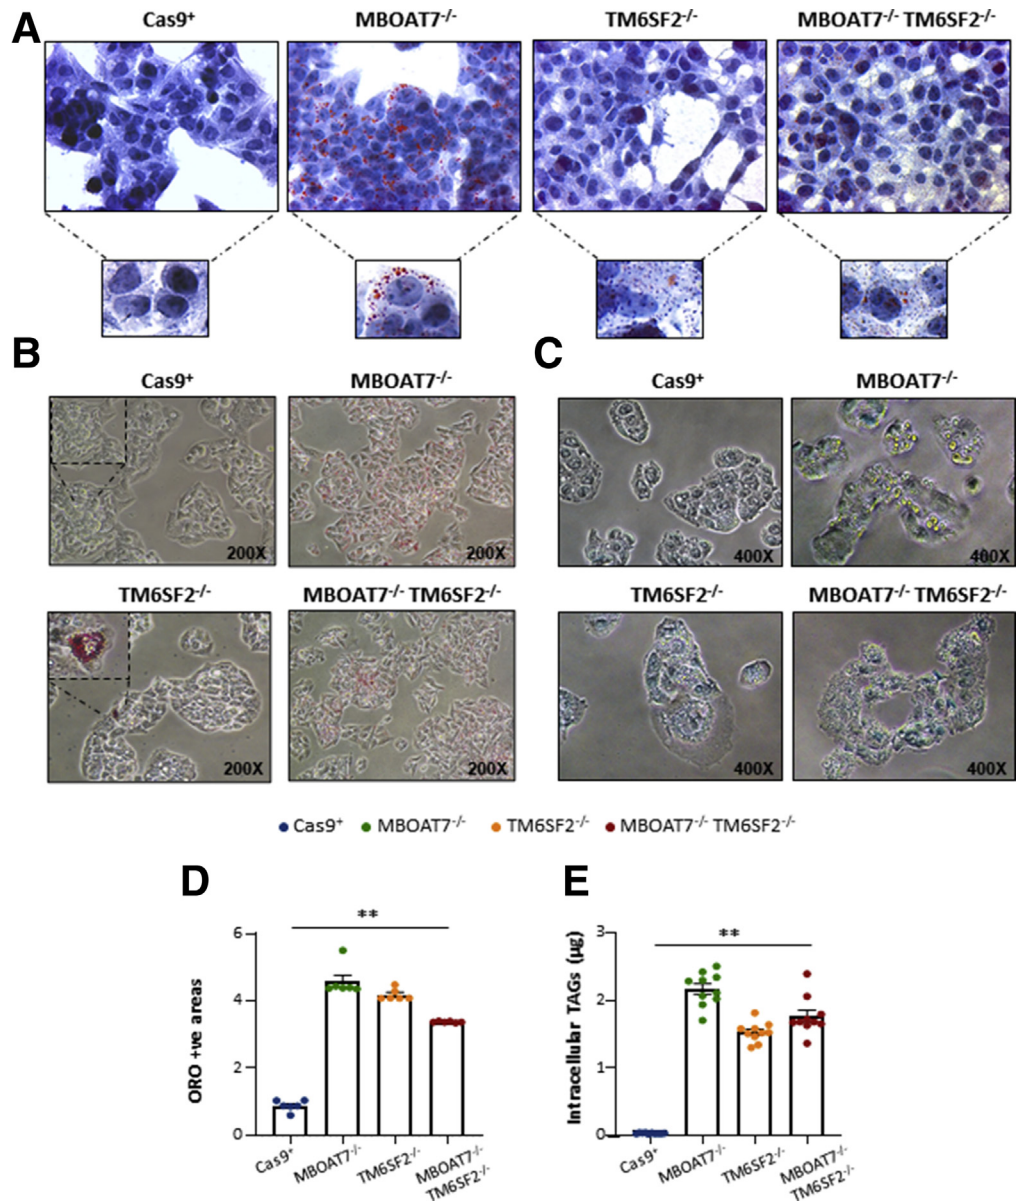 A
Cas9⁺ MBOAT7⁻/⁻ TM6SF2⁻/⁻ MBOAT7⁻/⁻ TM6SF2⁻/⁻
B
Cas9⁺ MBOAT7⁻/⁻
200X 200X
TM6SF2⁻/⁻ MBOAT7⁻/⁻ TM6SF2⁻/⁻
200X 200X
C
Cas9⁺ MBOAT7⁻/⁻
400X 400X
TM6SF2⁻/⁻ MBOAT7⁻/⁻ TM6SF2⁻/⁻
400X 400X
Cas9⁺ MBOAT7⁻/⁻ TM6SF2⁻/⁻ MBOAT7⁻/⁻ TM6SF2⁻/⁻
D
**
ORO +ve areas
6
4
2
0
Cas9⁺
MBOAT7⁻/⁻
TM6SF2⁻/⁻
MBOAT7⁻/⁻
TM6SF2⁻/⁻
E
**
Intracellular TAGs (µg)
3
2
1
0
Cas9⁺
MBOAT7⁻/⁻
TM6SF2⁻/⁻
MBOAT7⁻/⁻
TM6SF2⁻/⁻